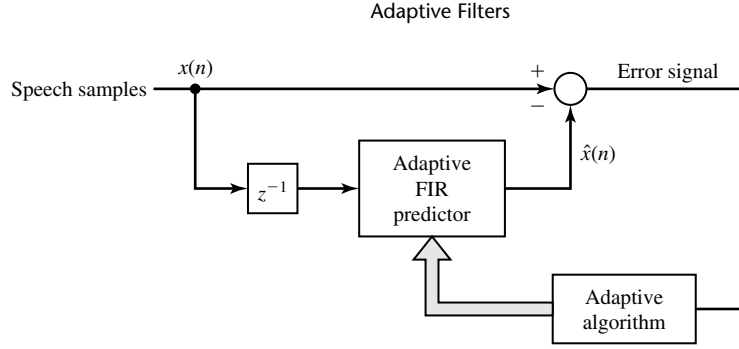 Adaptive Filters
x(n)
Speech samples
+
−
Error signal
x̂(n)
z⁻¹
Adaptive
FIR
predictor
Adaptive
algorithm